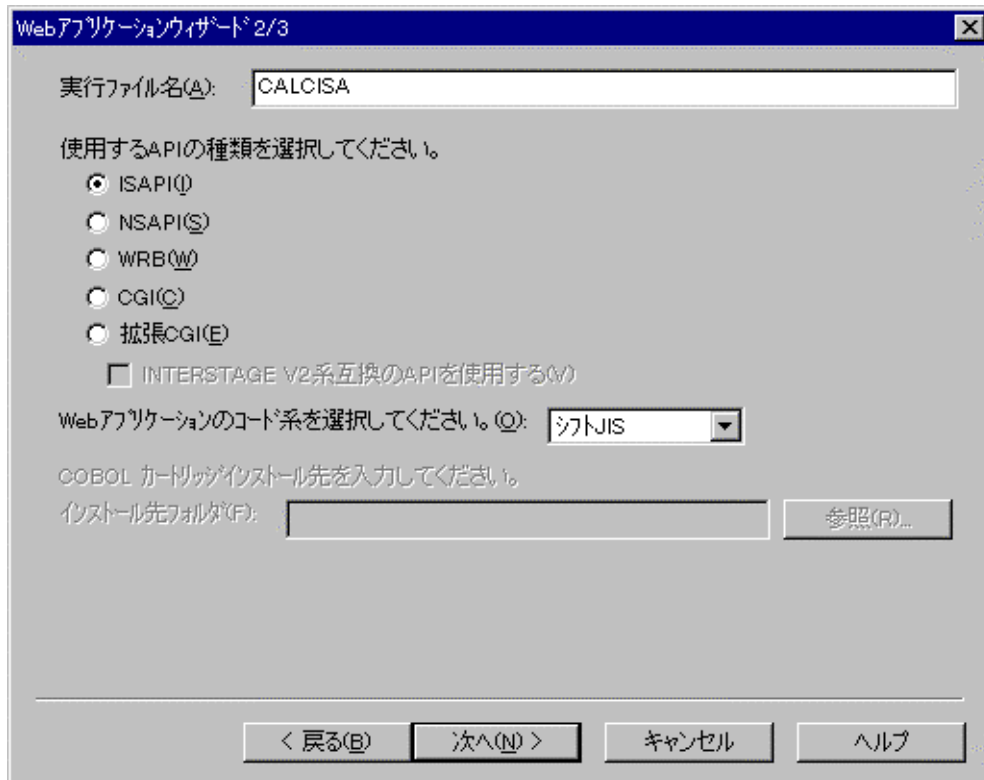 Webアプリケーションウィザード 2/3
実行ファイル名(A):
CALCISA
使用するAPIの種類を選択してください。
ISAPI(I)
NSAPI(S)
WRB(W)
CGI(C)
拡張CGI(E)
INTERSTAGE V2系互換のAPIを使用する(V)
Webアプリケーションのコード系を選択してください。(O):
シフトJIS
COBOL カートリッジインストール先を入力してください。
インストール先フォルダ(F):
参照(R)...
< 戻る(B)
次へ(N) >
キャンセル
ヘルプ